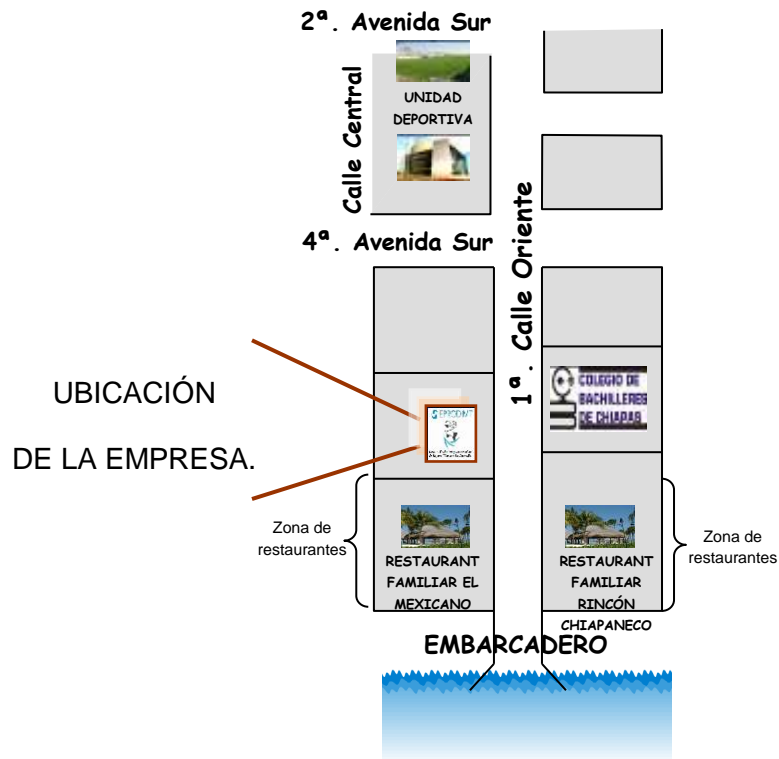 2ª. Avenida Sur
UNIDAD
DEPORTIVA
Calle Central
4ª. Avenida Sur
1ª. Calle Oriente
UBICACIÓN
DE LA EMPRESA.
COLEGIO DE
BACHILLERES
DE CHIAPAS
Zona de
restaurantes
RESTAURANT
FAMILIAR EL
MEXICANO
RESTAURANT
FAMILIAR
RINCÓN
CHIAPANECO
Zona de
restaurantes
EMBARCADERO